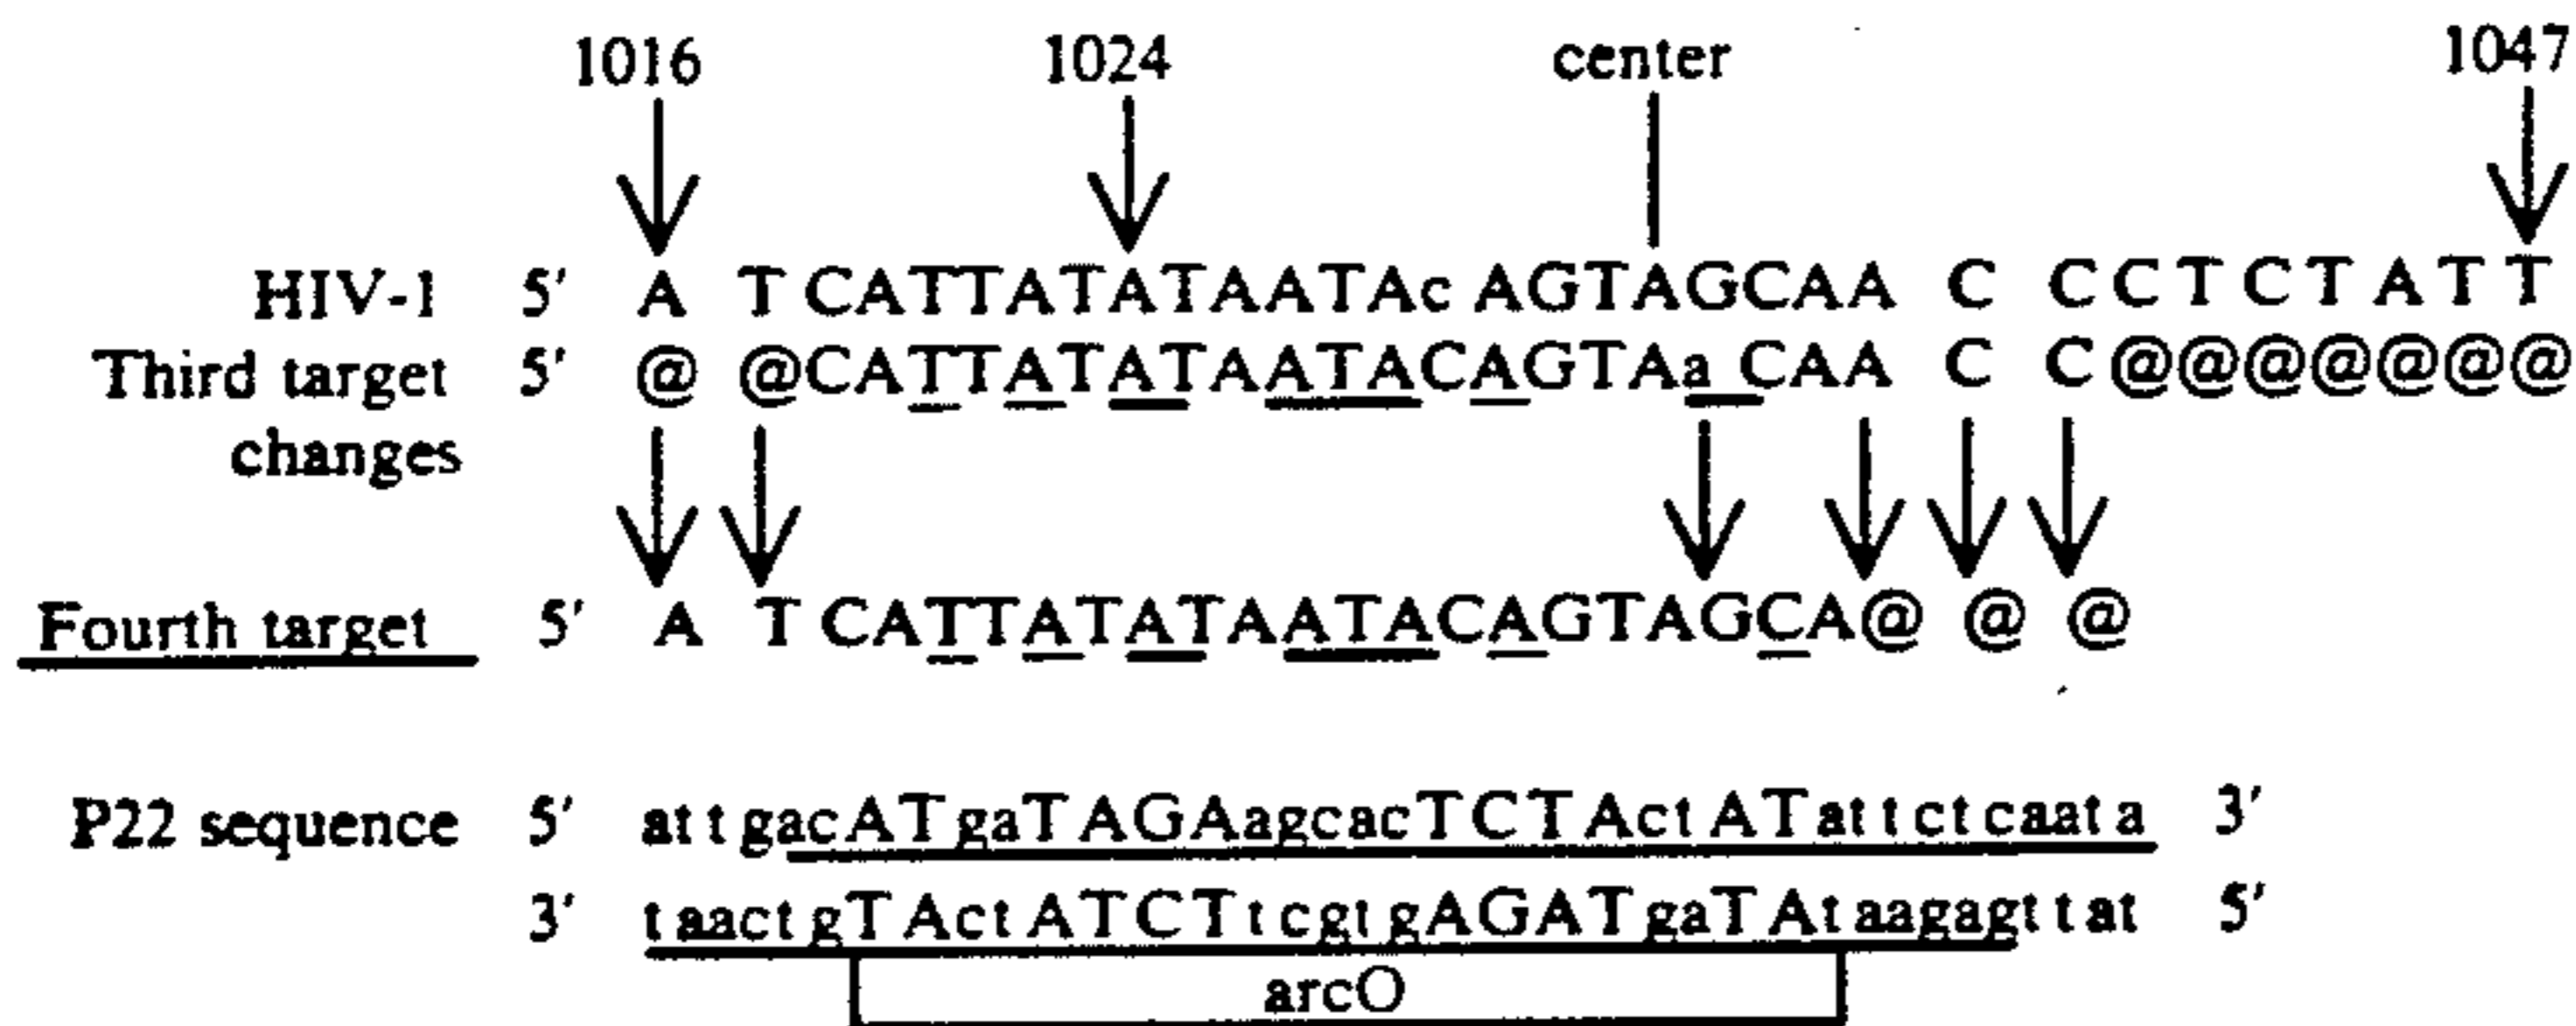 1016 1024 center 1047
HIV-1 5' A T CATTATATAATAc AGTAGCAA C C C T C T A T T
Third target 5' @ @CATTATATAATACAGTAa CAA C C@@@@@@@
changes
Fourth target 5' A T CATTATATAATACAGTAGCA@ @ @
P22 sequence 5' attgacATgaTAGAagcacTCTActATattctcaata 3'
3' taactgTActATCTtcgtgAGATgaTAtaagagttat 5'
arcO